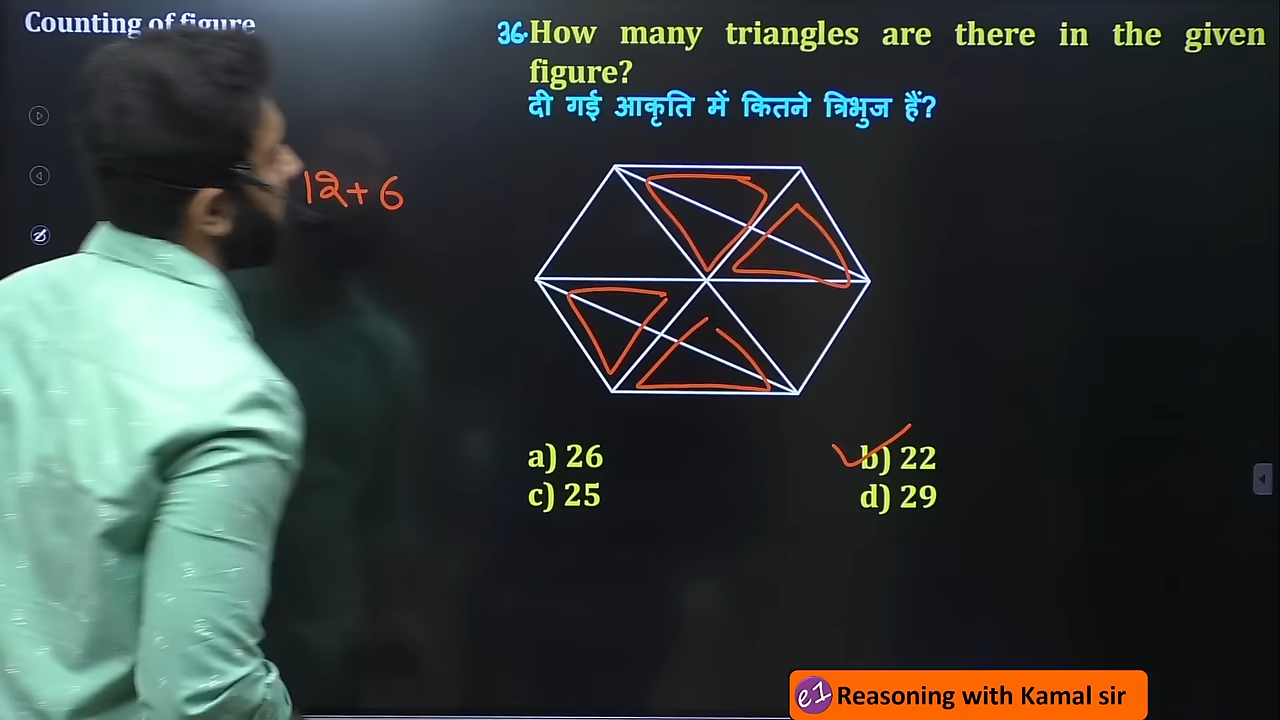 Counting of figure
36. How many triangles are there in the given
figure?
दी गई आकृति में कितने त्रिभुज हैं?
12+6
a) 26
b) 22
c) 25
d) 29
e1 Reasoning with Kamal sir